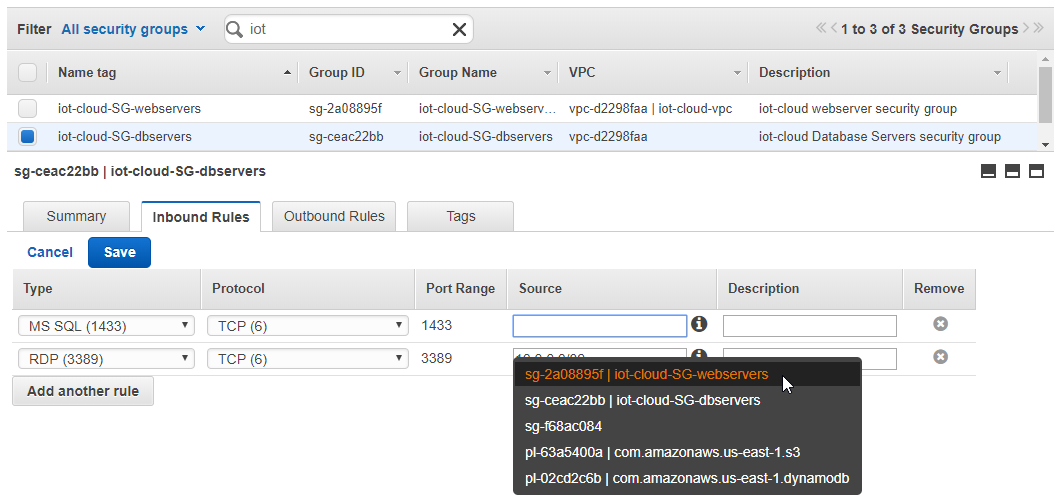 Filter All security groups iot 1 to 3 of 3 Security Groups
Name tag Group ID Group Name VPC Description
iot-cloud-SG-webservers sg-2a08895f iot-cloud-SG-webserv... vpc-d2298faa | iot-cloud-vpc iot-cloud webserver security group
iot-cloud-SG-dbservers sg-ceac22bb iot-cloud-SG-dbservers vpc-d2298faa iot-cloud Database Servers security group
sg-ceac22bb | iot-cloud-SG-dbservers
Summary Inbound Rules Outbound Rules Tags
Cancel Save
Type Protocol Port Range Source Description Remove
MS SQL (1433) TCP (6) 1433
RDP (3389) TCP (6) 3389
Add another rule
sg-2a08895f | iot-cloud-SG-webservers
sg-ceac22bb | iot-cloud-SG-dbservers
sg-f68ac084
pl-63a5400a | com.amazonaws.us-east-1.s3
pl-02cd2c6b | com.amazonaws.us-east-1.dynamodb